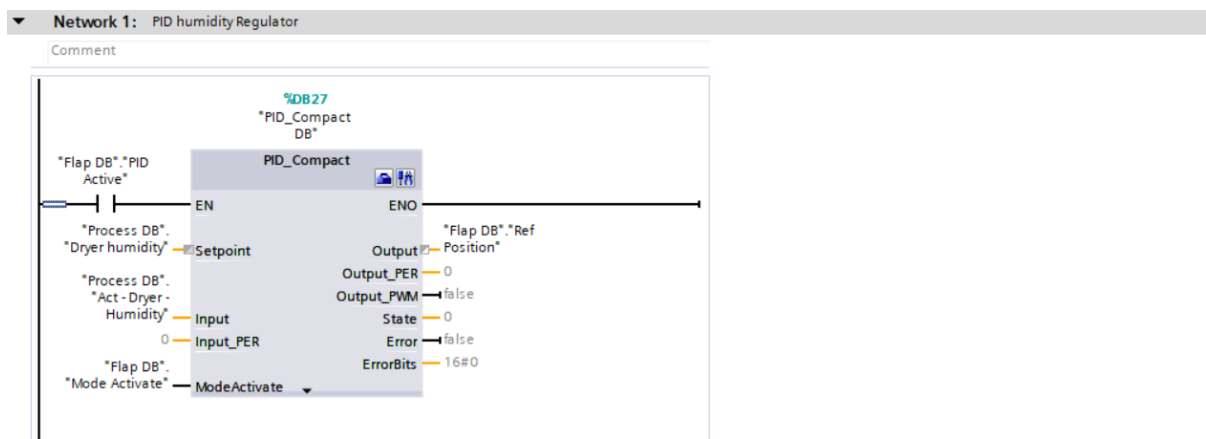 Network 1: PID humidity Regulator
Comment
%DB27
"PID_Compact
DB"
"Flap DB"."PID
Active"
PID_Compact
EN
ENO
"Process DB".
"Dryer humidity"
Setpoint
Output
"Flap DB"."Ref
Position"
Output_PER
0
"Process DB".
"Act - Dryer -
Humidity"
Output_PWM
false
Input
State
0
0
Input_PER
Error
false
ErrorBits
16#0
"Flap DB".
"Mode Activate"
ModeActivate